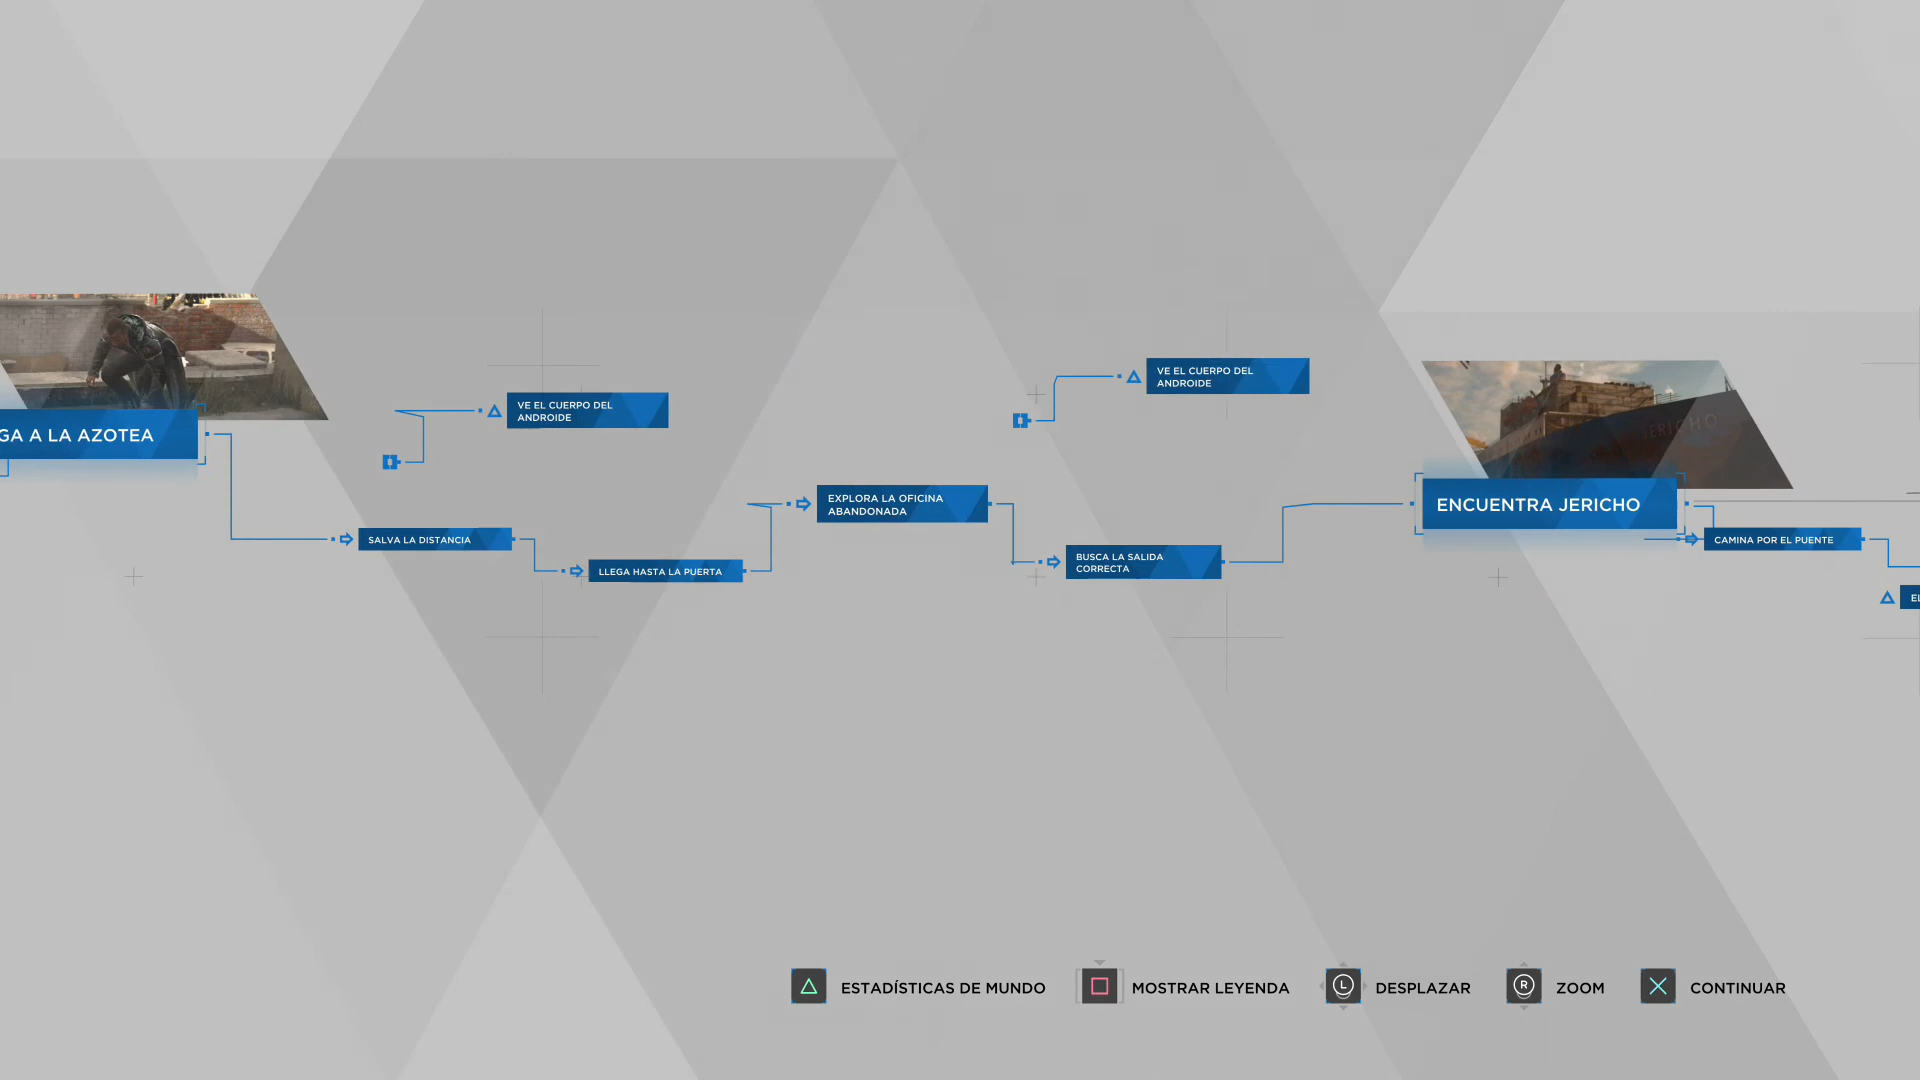 VE EL CUERPO DEL
ANDROIDE
VE EL CUERPO DEL
ANDROIDE
GA A LA AZOTEA
SALVA LA DISTANCIA
LLEGA HASTA LA PUERTA
EXPLORA LA OFICINA
ABANDONADA
BUSCA LA SALIDA
CORRECTA
JERICHO
ENCUENTRA JERICHO
CAMINA POR EL PUENTE
EL
ESTADÍSTICAS DE MUNDO
MOSTRAR LEYENDA
L
DESPLAZAR
R
ZOOM
CONTINUAR